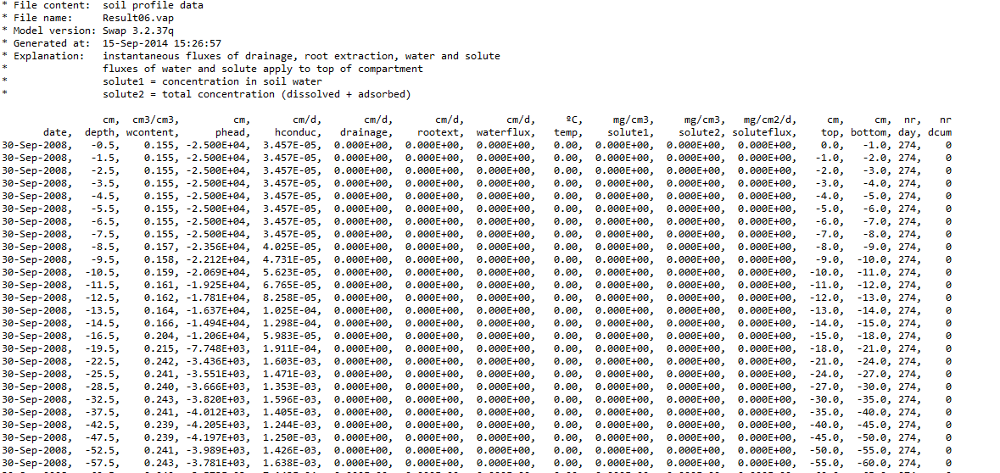 * File content:  soil profile data
* File name:     Result06.vap
* Model version: Swap 3.2.37q
* Generated at:  15-Sep-2014 15:26:57
* Explanation:   instantaneous fluxes of drainage, root extraction, water and solute
*                fluxes of water and solute apply to top of compartment
*                solute1 = concentration in soil water
*                solute2 = total concentration (dissolved + adsorbed)
cm, cm3/cm3, cm, cm/d, cm/d, cm/d, cm/d, ºC, mg/cm3, mg/cm3, mg/cm2/d, cm, cm, nr, nr
date, depth, wcontent, phead, hconduc, drainage, rootext, waterflux, temp, solute1, solute2, soluteflux, top, bottom, day, dcum
30-Sep-2008, -0.5, 0.155, -2.500E+04, 3.457E-05, 0.000E+00, 0.000E+00, 0.000E+00, 0.00, 0.000E+00, 0.000E+00, 0.000E+00, 0.0, -1.0, 274, 0
30-Sep-2008, -1.5, 0.155, -2.500E+04, 3.457E-05, 0.000E+00, 0.000E+00, 0.000E+00, 0.00, 0.000E+00, 0.000E+00, 0.000E+00, -1.0, -2.0, 274, 0
30-Sep-2008, -2.5, 0.155, -2.500E+04, 3.457E-05, 0.000E+00, 0.000E+00, 0.000E+00, 0.00, 0.000E+00, 0.000E+00, 0.000E+00, -2.0, -3.0, 274, 0
30-Sep-2008, -3.5, 0.155, -2.500E+04, 3.457E-05, 0.000E+00, 0.000E+00, 0.000E+00, 0.00, 0.000E+00, 0.000E+00, 0.000E+00, -3.0, -4.0, 274, 0
30-Sep-2008, -4.5, 0.155, -2.500E+04, 3.457E-05, 0.000E+00, 0.000E+00, 0.000E+00, 0.00, 0.000E+00, 0.000E+00, 0.000E+00, -4.0, -5.0, 274, 0
30-Sep-2008, -5.5, 0.155, -2.500E+04, 3.457E-05, 0.000E+00, 0.000E+00, 0.000E+00, 0.00, 0.000E+00, 0.000E+00, 0.000E+00, -5.0, -6.0, 274, 0
30-Sep-2008, -6.5, 0.155, -2.500E+04, 3.457E-05, 0.000E+00, 0.000E+00, 0.000E+00, 0.00, 0.000E+00, 0.000E+00, 0.000E+00, -6.0, -7.0, 274, 0
30-Sep-2008, -7.5, 0.155, -2.500E+04, 3.457E-05, 0.000E+00, 0.000E+00, 0.000E+00, 0.00, 0.000E+00, 0.000E+00, 0.000E+00, -7.0, -8.0, 274, 0
30-Sep-2008, -8.5, 0.157, -2.356E+04, 4.025E-05, 0.000E+00, 0.000E+00, 0.000E+00, 0.00, 0.000E+00, 0.000E+00, 0.000E+00, -8.0, -9.0, 274, 0
30-Sep-2008, -9.5, 0.158, -2.212E+04, 4.731E-05, 0.000E+00, 0.000E+00, 0.000E+00, 0.00, 0.000E+00, 0.000E+00, 0.000E+00, -9.0, -10.0, 274, 0
30-Sep-2008, -10.5, 0.159, -2.069E+04, 5.623E-05, 0.000E+00, 0.000E+00, 0.000E+00, 0.00, 0.000E+00, 0.000E+00, 0.000E+00, -10.0, -11.0, 274, 0
30-Sep-2008, -11.5, 0.161, -1.925E+04, 6.765E-05, 0.000E+00, 0.000E+00, 0.000E+00, 0.00, 0.000E+00, 0.000E+00, 0.000E+00, -11.0, -12.0, 274, 0
30-Sep-2008, -12.5, 0.162, -1.781E+04, 8.258E-05, 0.000E+00, 0.000E+00, 0.000E+00, 0.00, 0.000E+00, 0.000E+00, 0.000E+00, -12.0, -13.0, 274, 0
30-Sep-2008, -13.5, 0.164, -1.637E+04, 1.025E-04, 0.000E+00, 0.000E+00, 0.000E+00, 0.00, 0.000E+00, 0.000E+00, 0.000E+00, -13.0, -14.0, 274, 0
30-Sep-2008, -14.5, 0.166, -1.494E+04, 1.298E-04, 0.000E+00, 0.000E+00, 0.000E+00, 0.00, 0.000E+00, 0.000E+00, 0.000E+00, -14.0, -15.0, 274, 0
30-Sep-2008, -16.5, 0.204, -1.206E+04, 5.983E-05, 0.000E+00, 0.000E+00, 0.000E+00, 0.00, 0.000E+00, 0.000E+00, 0.000E+00, -15.0, -18.0, 274, 0
30-Sep-2008, -19.5, 0.215, -7.748E+03, 1.911E-04, 0.000E+00, 0.000E+00, 0.000E+00, 0.00, 0.000E+00, 0.000E+00, 0.000E+00, -18.0, -21.0, 274, 0
30-Sep-2008, -22.5, 0.242, -3.436E+03, 1.603E-03, 0.000E+00, 0.000E+00, 0.000E+00, 0.00, 0.000E+00, 0.000E+00, 0.000E+00, -21.0, -24.0, 274, 0
30-Sep-2008, -25.5, 0.241, -3.551E+03, 1.471E-03, 0.000E+00, 0.000E+00, 0.000E+00, 0.00, 0.000E+00, 0.000E+00, 0.000E+00, -24.0, -27.0, 274, 0
30-Sep-2008, -28.5, 0.240, -3.666E+03, 1.353E-03, 0.000E+00, 0.000E+00, 0.000E+00, 0.00, 0.000E+00, 0.000E+00, 0.000E+00, -27.0, -30.0, 274, 0
30-Sep-2008, -32.5, 0.243, -3.820E+03, 1.596E-03, 0.000E+00, 0.000E+00, 0.000E+00, 0.00, 0.000E+00, 0.000E+00, 0.000E+00, -30.0, -35.0, 274, 0
30-Sep-2008, -37.5, 0.241, -4.012E+03, 1.405E-03, 0.000E+00, 0.000E+00, 0.000E+00, 0.00, 0.000E+00, 0.000E+00, 0.000E+00, -35.0, -40.0, 274, 0
30-Sep-2008, -42.5, 0.239, -4.205E+03, 1.244E-03, 0.000E+00, 0.000E+00, 0.000E+00, 0.00, 0.000E+00, 0.000E+00, 0.000E+00, -40.0, -45.0, 274, 0
30-Sep-2008, -47.5, 0.239, -4.197E+03, 1.250E-03, 0.000E+00, 0.000E+00, 0.000E+00, 0.00, 0.000E+00, 0.000E+00, 0.000E+00, -45.0, -50.0, 274, 0
30-Sep-2008, -52.5, 0.241, -3.989E+03, 1.426E-03, 0.000E+00, 0.000E+00, 0.000E+00, 0.00, 0.000E+00, 0.000E+00, 0.000E+00, -50.0, -55.0, 274, 0
30-Sep-2008, -57.5, 0.243, -3.781E+03, 1.638E-03, 0.000E+00, 0.000E+00, 0.000E+00, 0.00, 0.000E+00, 0.000E+00, 0.000E+00, -55.0, -60.0, 274, 0